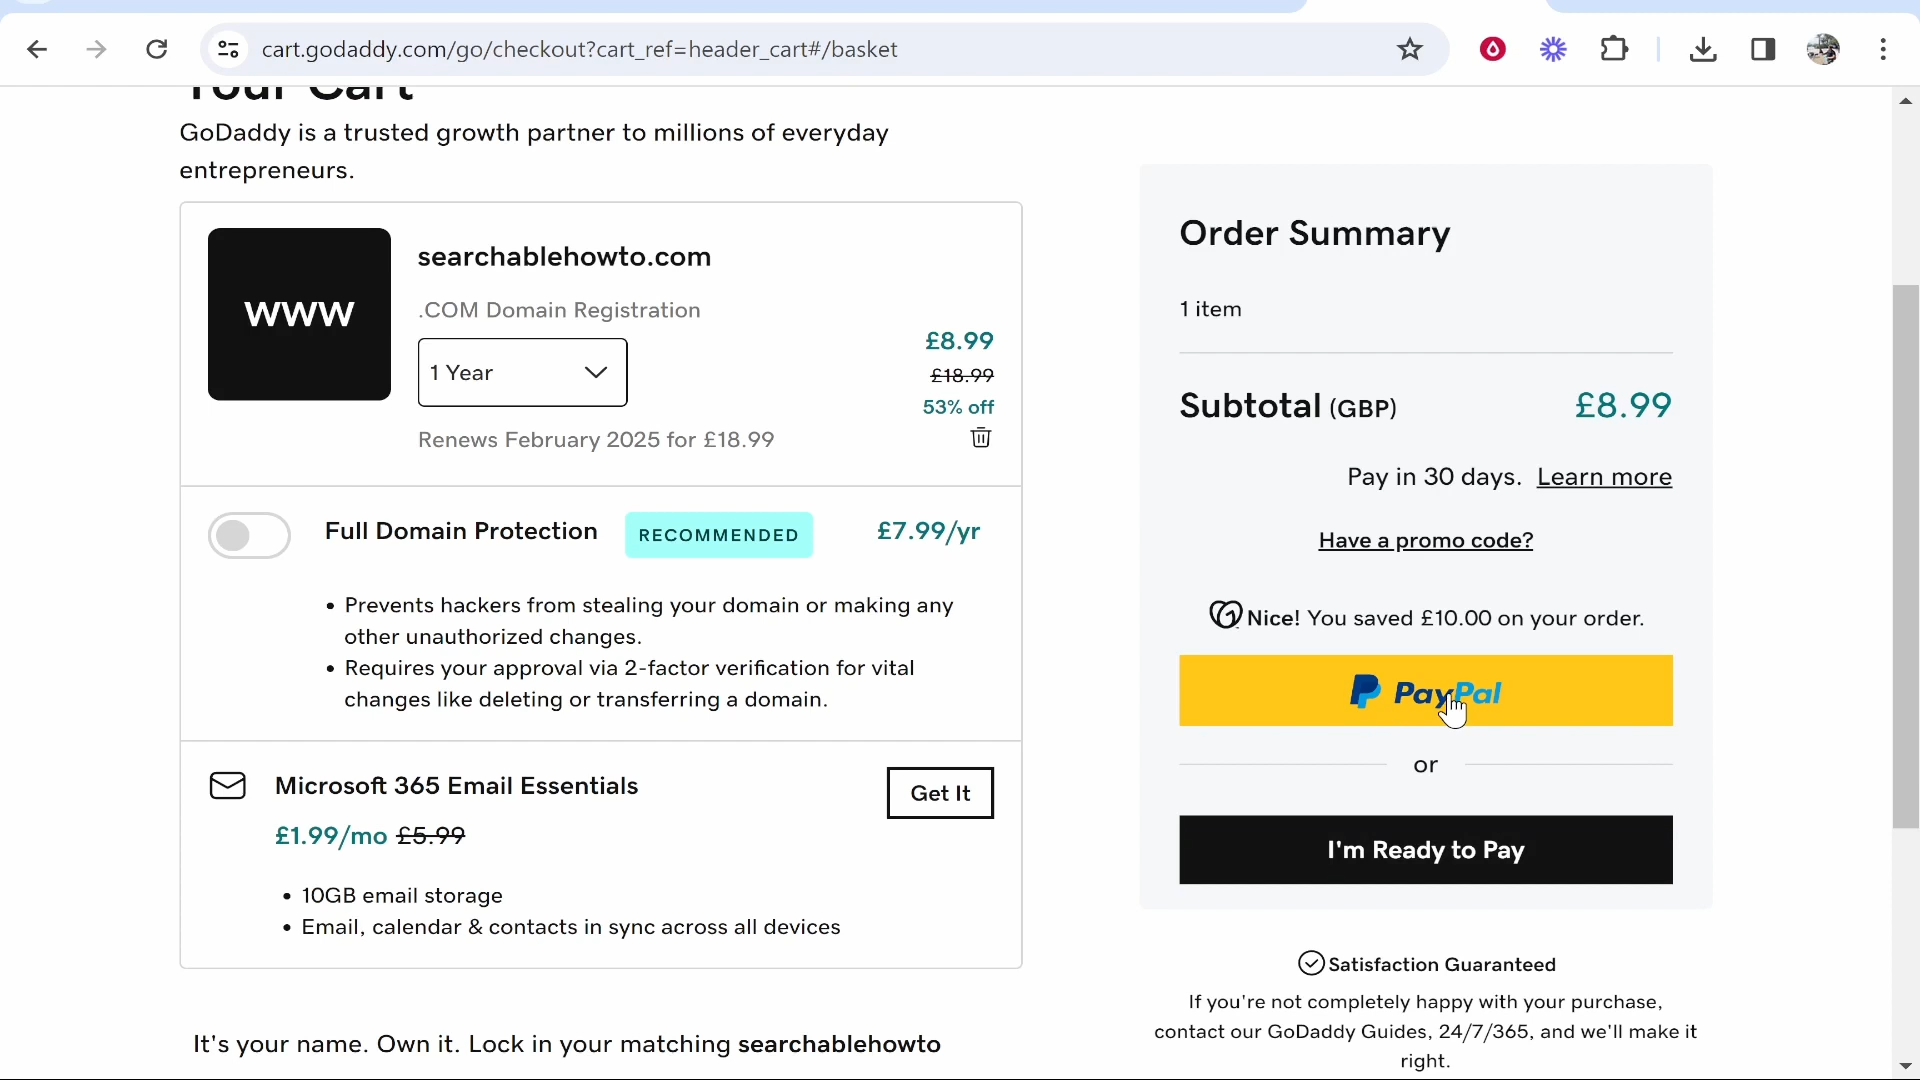 cart.godaddy.com/go/checkout?cart_ref=header_cart#/basket
Your Cart
GoDaddy is a trusted growth partner to millions of everyday
entrepreneurs.
www
searchablehowto.com
.COM Domain Registration
1 Year
£8.99
£18.99
53% off
Renews February 2025 for £18.99
Full Domain Protection
RECOMMENDED
£7.99/yr
• Prevents hackers from stealing your domain or making any
other unauthorized changes.
• Requires your approval via 2-factor verification for vital
changes like deleting or transferring a domain.
Microsoft 365 Email Essentials
Get It
£1.99/mo £5.99
• 10GB email storage
• Email, calendar & contacts in sync across all devices
It's your name. Own it. Lock in your matching searchablehowto
Order Summary
1 item
Subtotal (GBP) £8.99
Pay in 30 days. Learn more
Have a promo code?
Nice! You saved £10.00 on your order.
PayPal
or
I'm Ready to Pay
Satisfaction Guaranteed
If you're not completely happy with your purchase,
contact our GoDaddy Guides, 24/7/365, and we'll make it
right.